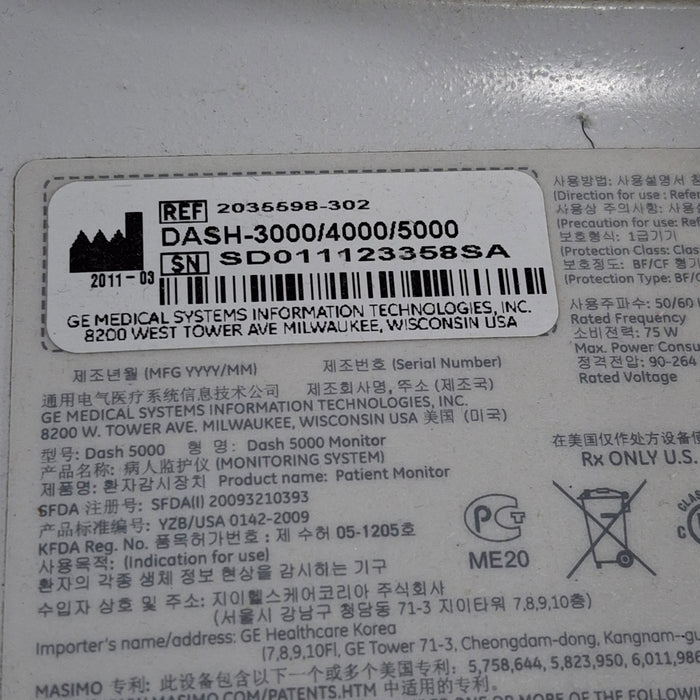 REF 2035598-302
DASH-3000/4000/5000
SN SD011123358SA
2011-03
GE MEDICAL SYSTEMS INFORMATION TECHNOLOGIES, INC.
8200 WEST TOWER AVE MILWAUKEE, WISCONSIN USA
제조년월 (MFG YYYY/MM) 제조번호 (Serial Number)
通用电气医疗系统信息技术公司 제조회사명, 주소 (제조국)
GE MEDICAL SYSTEMS INFORMATION TECHNOLOGIES, INC.
8200 W. TOWER AVE. MILWAUKEE, WISCONSIN USA 美国 (미국)
型号: Dash 5000 형 명: Dash 5000 Monitor
产品名称: 病人监护仪 (MONITORING SYSTEM)
제품명: 환자감시장치 Product name: Patient Monitor
SFDA 注册号: SFDA(I) 20093210393
产品标准编号: YZB/USA 0142-2009
KFDA Reg. No. 품목허가번호 : 제 수허 05-1205호
사용목적: (Indication for use)
환자의 각종 생체 정보 현상을 감시하는 기구
수입자 상호 및 주소: 지이헬스케어코리아 주식회사
(서울시 강남구 청담동 71-3 지이타워 7,8,9,10층)
Importer's name/address: GE Healthcare Korea
(7,8,9,10Fl, GE Tower 71-3, Cheongdam-dong, Kangnam-gu
MASIMO 专利: 此设备包含以下一个或多个美国专利: 5,758,644, 5,823,950, 6,011,986
MASIMO.COM/PATENTS.HTM 中适用的专利.
사용방법: 사용설명서 참
(Direction for use: Refer
사용상 주의사항: 사용
(Precaution for use: Ref
보호형식: 1급기기
(Protection Class: Clas
보호정도: BF/CF 형기
(Protection Type: BF/
사용주파수: 50/60
Rated Frequency
소비전력: 75 W
Max. Power Consu
정격전압: 90-264
Rated Voltage
在美国仅作处方设备使
Rx ONLY U.S.
PCT
ME20